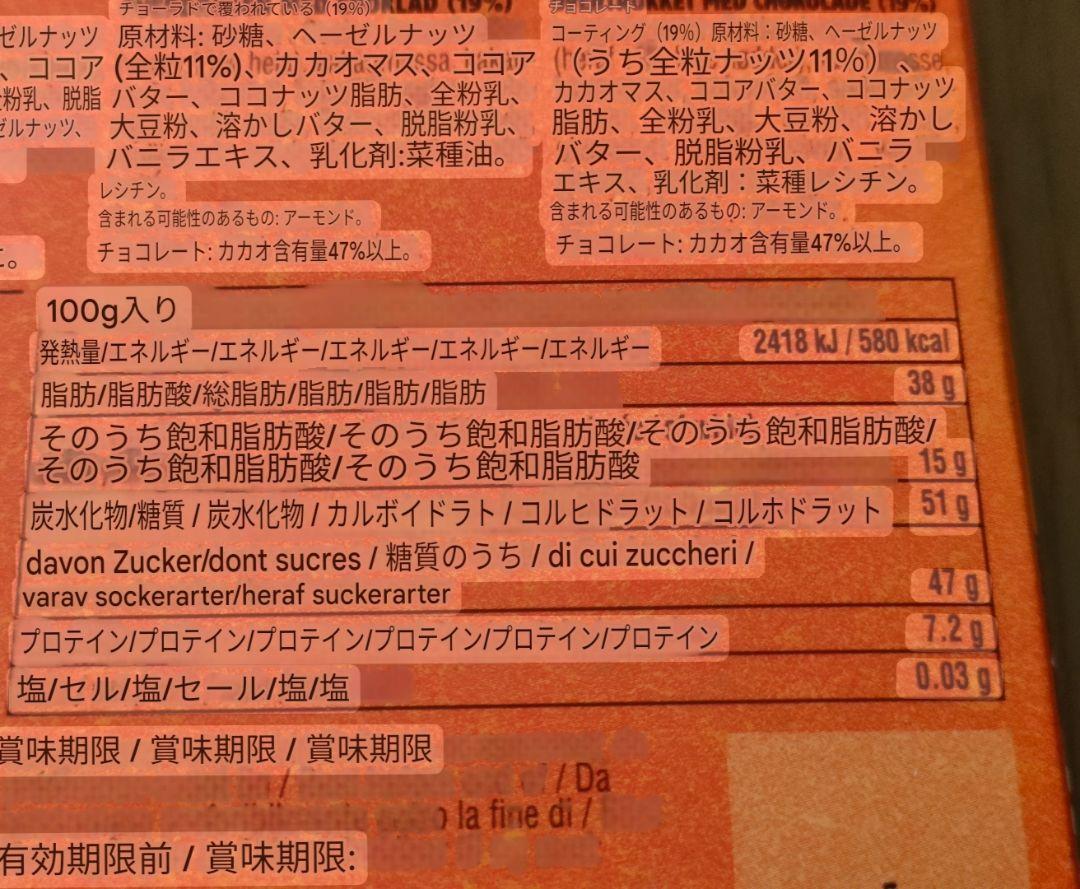 チョーラドで覆われている（19%）
KLAD (19%)
ゼルナッツ
、ココア
粉乳、脱脂
ゼルナッツ、
原材料: 砂糖、ヘーゼルナッツ
(全粒11%)、カカオマス、ココア
バター、ココナッツ脂肪、全粉乳、
大豆粉、溶かしバター、脱脂粉乳、
バニラエキス、乳化剤:菜種油。
レシチン。
含まれる可能性のあるもの: アーモンド。
チョコレート: カカオ含有量47%以上。
チョコレート
KKET MED CHOKOLADE (19%)
コーティング（19%）原材料：砂糖、ヘーゼルナッツ
（うち全粒ナッツ11%）、
カカオマス、ココアバター、ココナッツ
脂肪、全粉乳、大豆粉、溶かし
バター、脱脂粉乳、バニラ
エキス、乳化剤：菜種レシチン。
含まれる可能性のあるもの: アーモンド。
チョコレート: カカオ含有量47%以上。
100g入り
発熱量/エネルギー/エネルギー/エネルギー/エネルギー/エネルギー 2418 kJ / 580 kcal
脂肪/脂肪酸/総脂肪/脂肪/脂肪/脂肪 38 g
そのうち飽和脂肪酸/そのうち飽和脂肪酸/そのうち飽和脂肪酸/
そのうち飽和脂肪酸/そのうち飽和脂肪酸 15 g
炭水化物/糖質 / 炭水化物 / カルボイドラト / コルヒドラット / コルホドラット 51 g
davon Zucker/dont sucres / 糖質のうち / di cui zuccheri /
varav sockerarter/heraf suckerarter 47 g
プロテイン/プロテイン/プロテイン/プロテイン/プロテイン/プロテイン 7.2 g
塩/セル/塩/セール/塩/塩 0.03 g
賞味期限 / 賞味期限 / 賞味期限
/ Da
la fine di /
有効期限前 / 賞味期限: